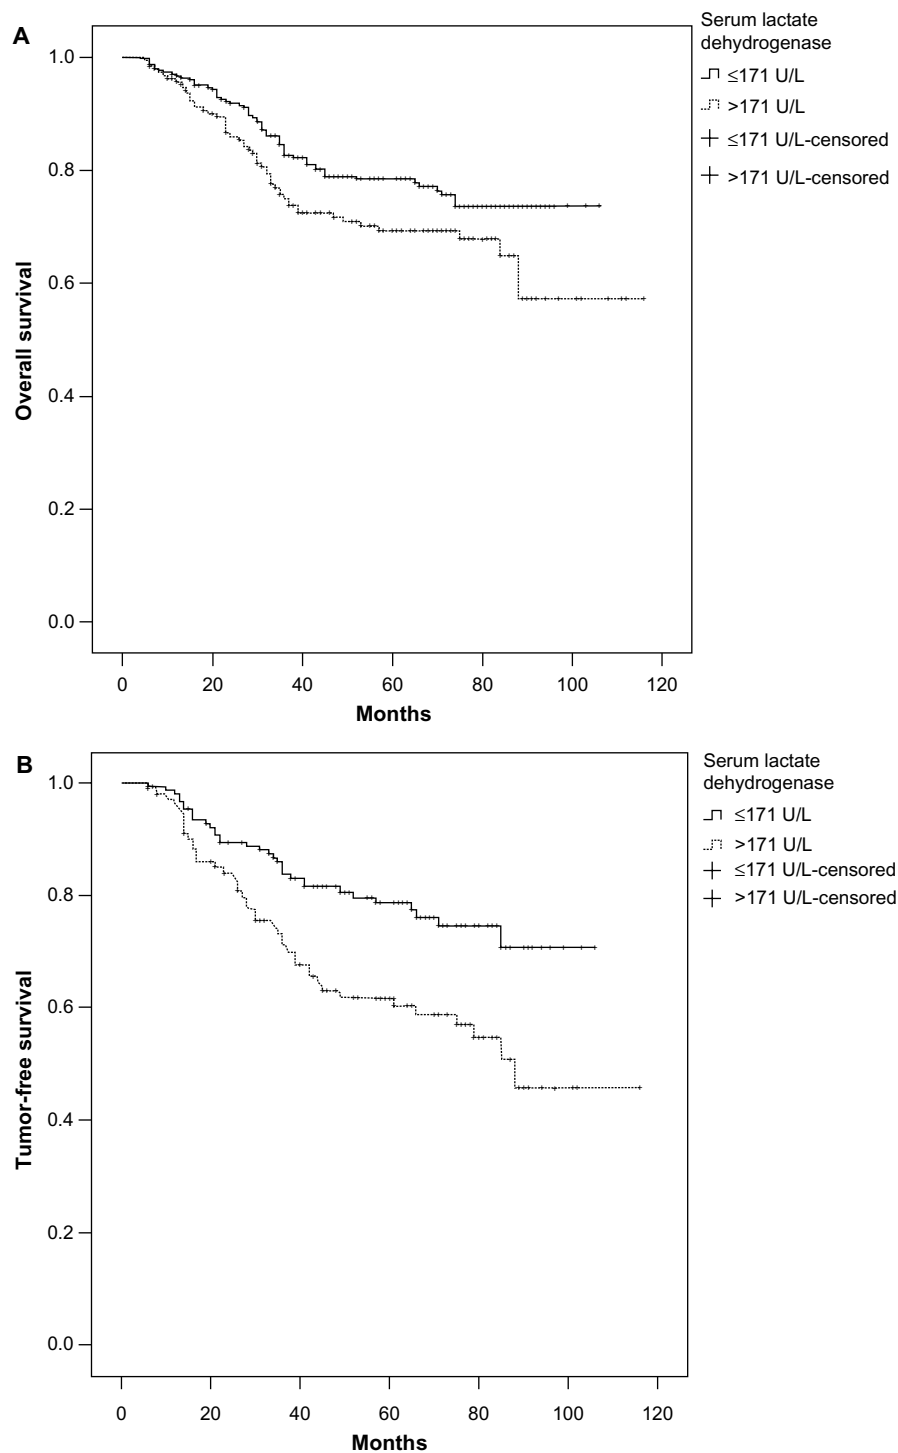 A
Serum lactate
dehydrogenase
≤171 U/L
>171 U/L
≤171 U/L-censored
>171 U/L-censored
Overall survival
1.0
0.8
0.6
0.4
0.2
0.0
0 20 40 60 80 100 120
Months
B
Serum lactate
dehydrogenase
≤171 U/L
>171 U/L
≤171 U/L-censored
>171 U/L-censored
Tumor-free survival
1.0
0.8
0.6
0.4
0.2
0.0
0 20 40 60 80 100 120
Months